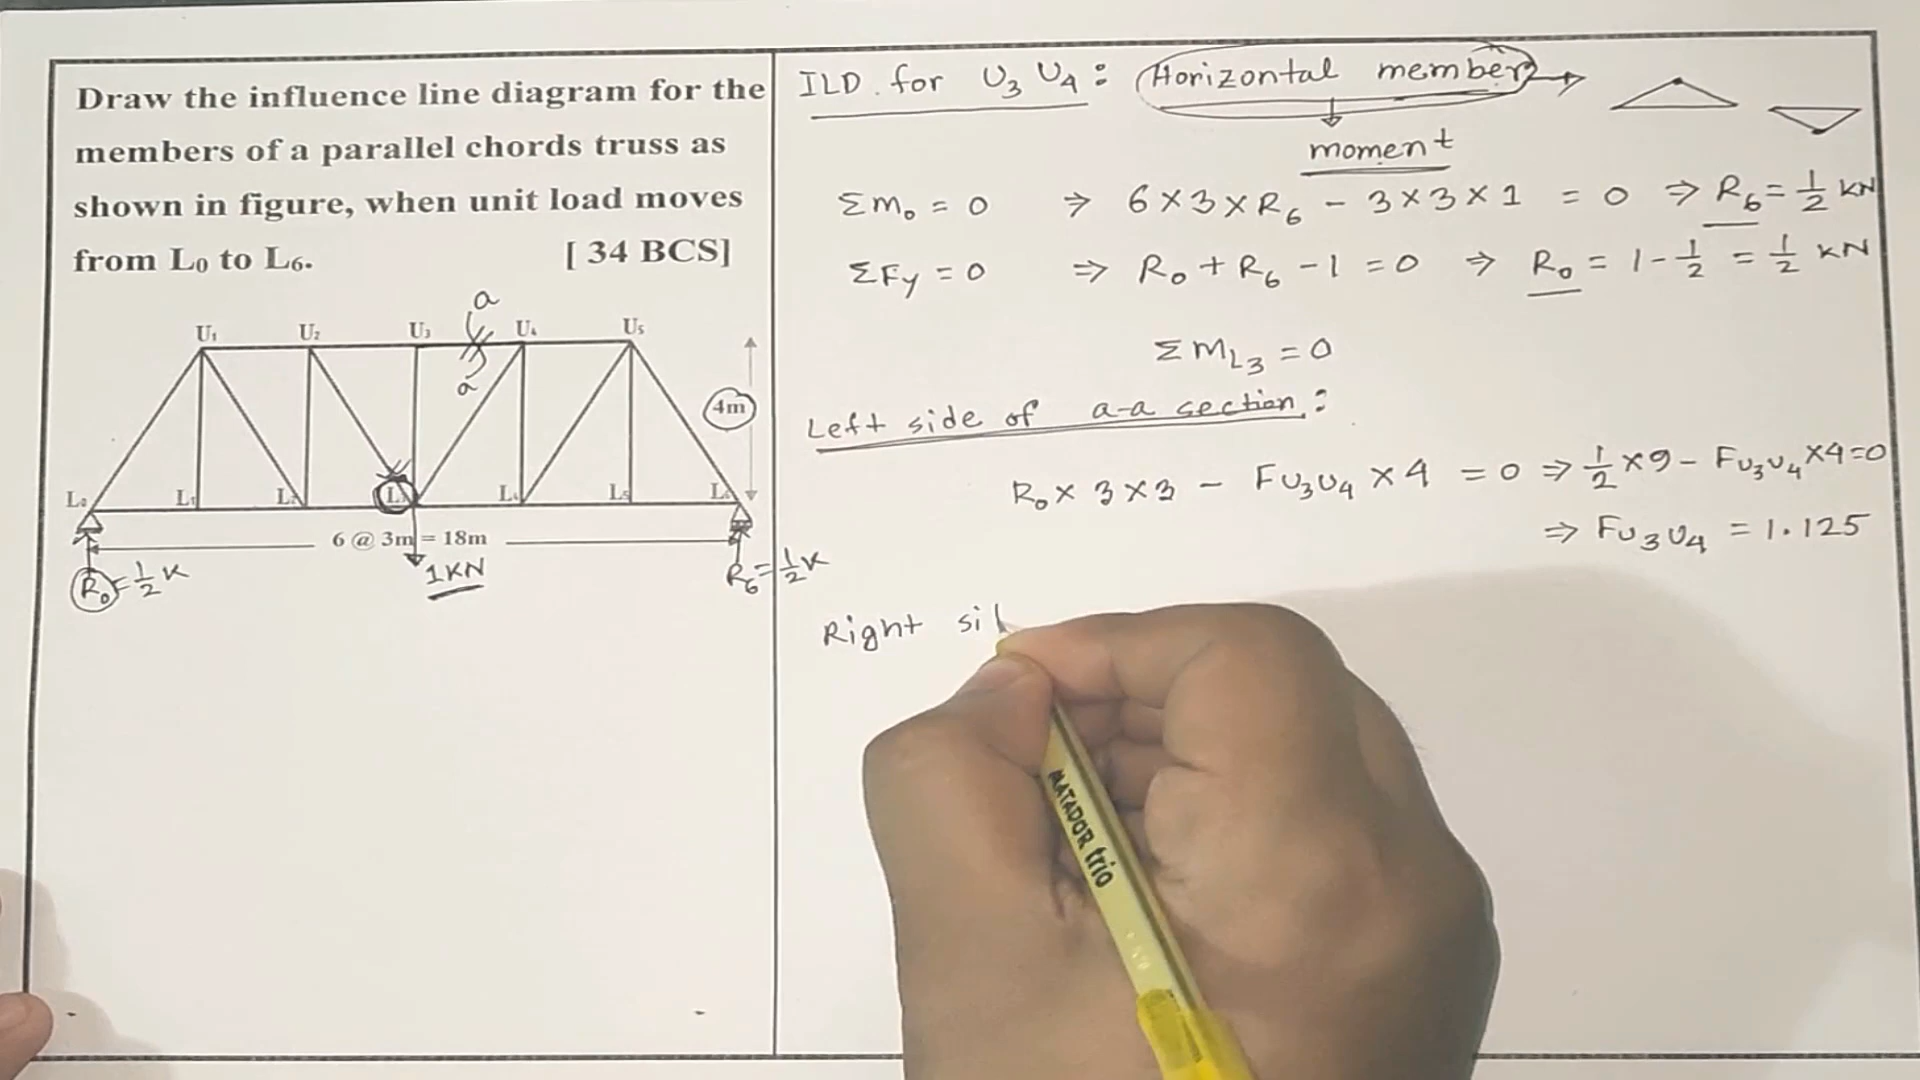 Draw the influence line diagram for the
members of a parallel chords truss as
shown in figure, when unit load moves
from L₀ to L₆. [ 34 BCS]
a
U₁ U₂ U₃ U₄ U₅
a
4m
L₀ L₁ L₂ L₃ L₄ L₅ L₆
6 @ 3m = 18m
R₀ = ½ K
1KN
R₆ = ½ K
ILD. for U₃ U₄ : Horizontal member
moment
ΣM₀ = 0 ⇒ 6×3×R₆ - 3×3×1 = 0 ⇒ R₆ = ½ KN
ΣFy = 0 ⇒ R₀ + R₆ - 1 = 0 ⇒ R₀ = 1 - ½ = ½ KN
ΣM_L₃ = 0
Left side of a-a section :
R₀ × 3 × 3 - FU₃U₄ × 4 = 0 ⇒ ½ × 9 - FU₃U₄ × 4 = 0
⇒ FU₃U₄ = 1.125
Right si
MATADOR trio